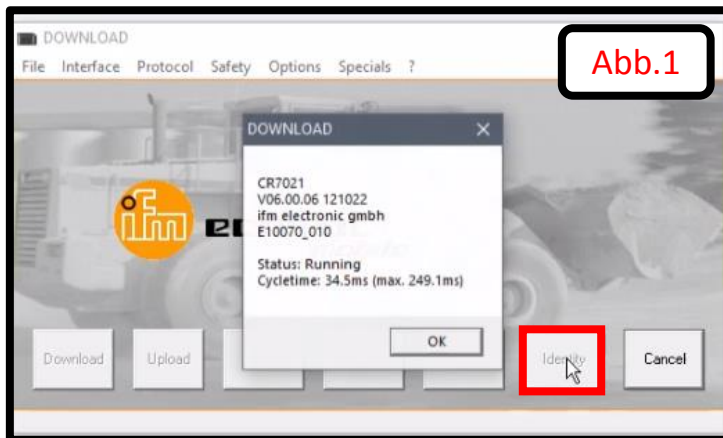 DOWNLOAD
File Interface Protocol Safety Options Specials ?
Abb.1
DOWNLOAD
CR7021
V06.00.06 121022
ifm electronic gmbh
E10070_010
Status: Running
Cycletime: 34.5ms (max. 249.1ms)
OK
ifm
Download Upload Identity Cancel